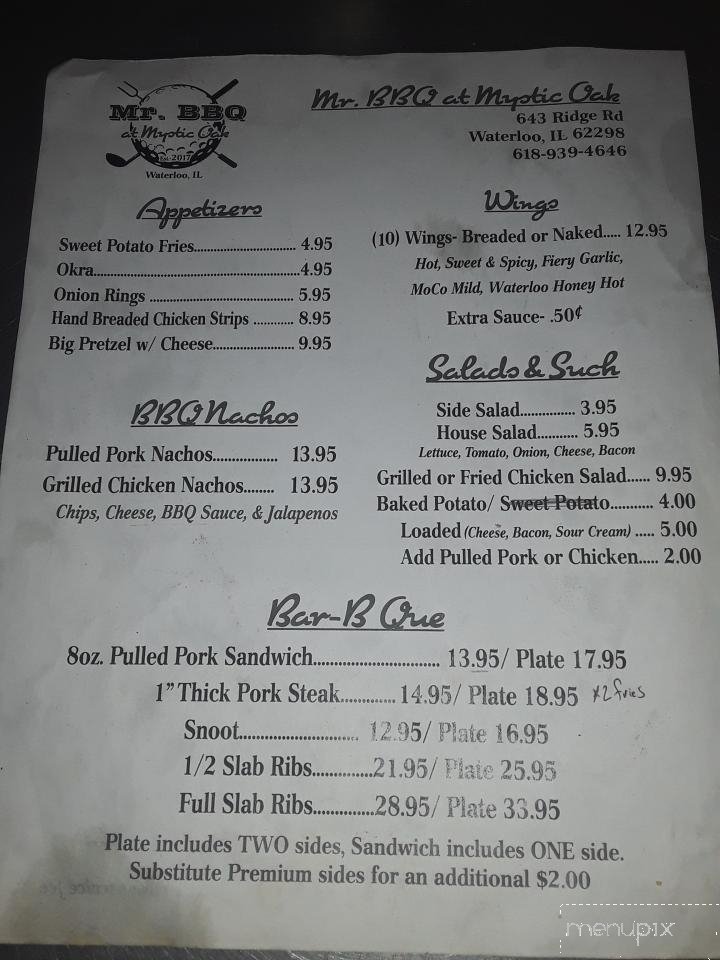 Mr. BBQ
at Mystic Oak
Est. 2017
Waterloo, IL
Mr. BBQ at Mystic Oak
643 Ridge Rd
Waterloo, IL 62298
618-939-4646
Appetizers
Sweet Potato Fries............................. 4.95
Okra..........................................................4.95
Onion Rings ......................................... 5.95
Hand Breaded Chicken Strips ............ 8.95
Big Pretzel w/ Cheese........................ 9.95
Wings
(10) Wings- Breaded or Naked..... 12.95
Hot, Sweet & Spicy, Fiery Garlic,
MoCo Mild, Waterloo Honey Hot
Extra Sauce- .50¢
BBQ Nachos
Pulled Pork Nachos................. 13.95
Grilled Chicken Nachos........ 13.95
Chips, Cheese, BBQ Sauce, & Jalapenos
Salads & Such
Side Salad............... 3.95
House Salad........... 5.95
Lettuce, Tomato, Onion, Cheese, Bacon
Grilled or Fried Chicken Salad...... 9.95
Baked Potato/ Sweet Potato............ 4.00
Loaded (Cheese, Bacon, Sour Cream) ..... 5.00
Add Pulled Pork or Chicken..... 2.00
Bar-B Que
8oz. Pulled Pork Sandwich................................ 13.95/ Plate 17.95
1” Thick Pork Steak.............14.95/ Plate 18.95 x2 fries
Snoot............................ 12.95/ Plate 16.95
1/2 Slab Ribs..............21.95/ Plate 25.95
Full Slab Ribs..............28.95/ Plate 33.95
Plate includes TWO sides, Sandwich includes ONE side.
Substitute Premium sides for an additional $2.00
menupix